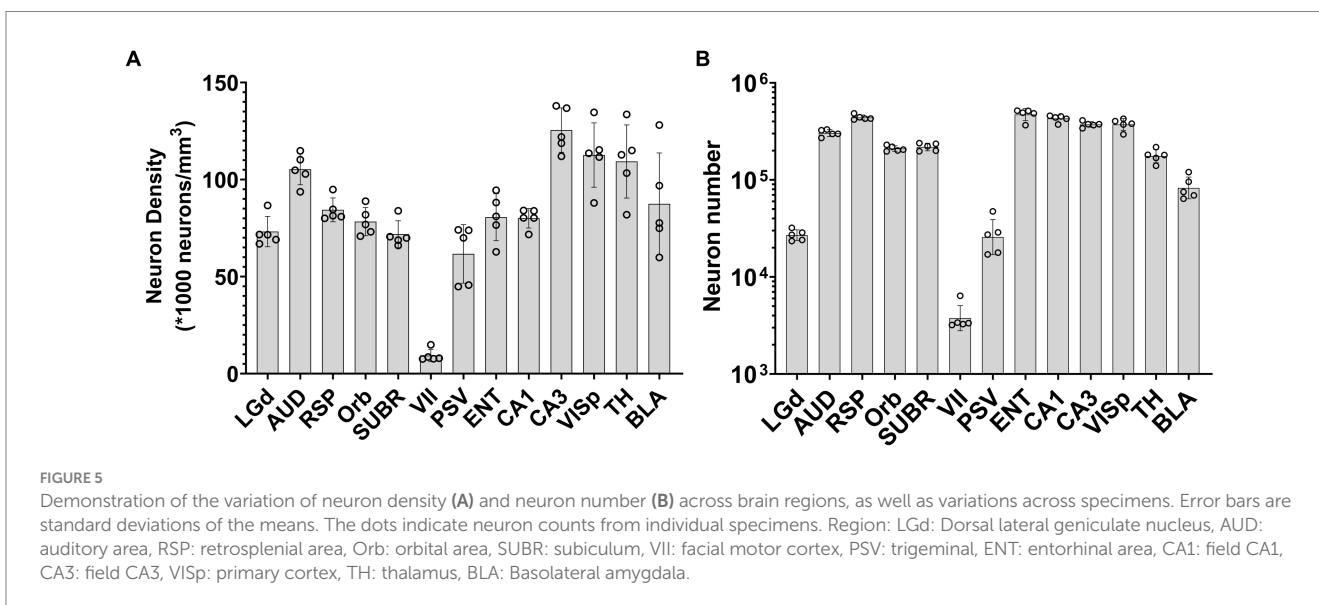 A
B
Neuron Density
(*1000 neurons/mm³)
150
100
50
0
LGd
AUD
RSP
Orb
SUBR
VII
PSV
ENT
CA1
CA3
VISp
TH
BLA
Neuron number
10⁶
10⁵
10⁴
10³
LGd
AUD
RSP
Orb
SUBR
VII
PSV
ENT
CA1
CA3
VISp
TH
BLA
FIGURE 5
Demonstration of the variation of neuron density (A) and neuron number (B) across brain regions, as well as variations across specimens. Error bars are
standard deviations of the means. The dots indicate neuron counts from individual specimens. Region: LGd: Dorsal lateral geniculate nucleus, AUD:
auditory area, RSP: retrosplenial area, Orb: orbital area, SUBR: subiculum, VII: facial motor cortex, PSV: trigeminal, ENT: entorhinal area, CA1: field CA1,
CA3: field CA3, VISp: primary cortex, TH: thalamus, BLA: Basolateral amygdala.